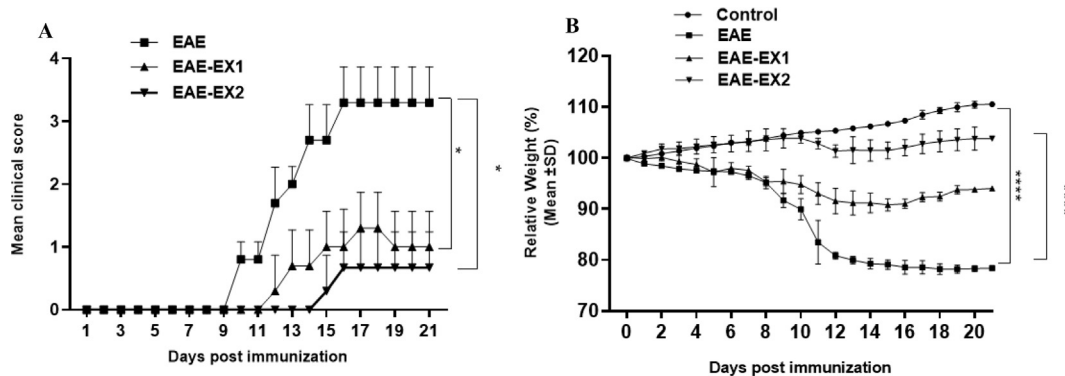 A
EAE
EAE-EX1
EAE-EX2
Mean clinical score
4
3
2
1
0
1 3 5 7 9 11 13 15 17 19 21
Days post immunization
*
*
B
Control
EAE
EAE-EX1
EAE-EX2
Relative Weight (%)
(Mean ±SD)
120
110
100
90
80
70
0 2 4 6 8 10 12 14 16 18 20
Days post immunization
****